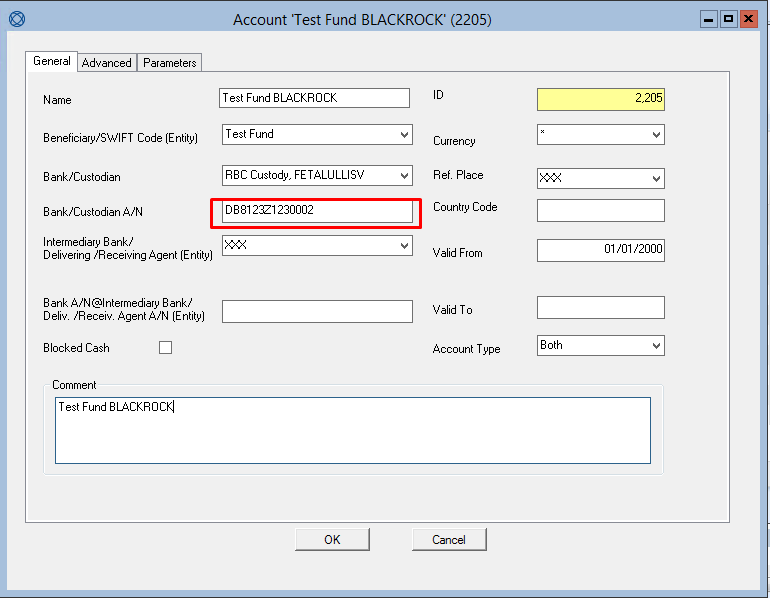 Account 'Test Fund BLACKROCK' (2205)
General Advanced Parameters
Name Test Fund BLACKROCK ID 2,205
Beneficiary/SWIFT Code (Entity) Test Fund Currency *
Bank/Custodian RBC Custody, FETALULLISV Ref. Place XXX
Bank/Custodian A/N DB8123Z1230002 Country Code
Intermediary Bank/
Delivering /Receiving Agent (Entity) XXX Valid From 01/01/2000
Bank A/N@Intermediary Bank/
Deliv. /Receiv. Agent A/N (Entity) Valid To
Blocked Cash Account Type Both
Comment
Test Fund BLACKROCK
OK Cancel